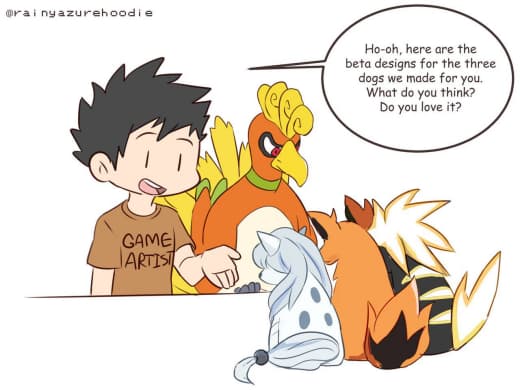 @rainyazurehoodie
Ho-oh, here are the
beta designs for the three
dogs we made for you.
What do you think?
Do you love it?
GAME
ARTIST